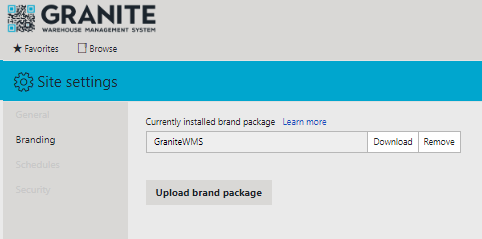 GRANITE
WAREHOUSE MANAGEMENT SYSTEM
Favorites Browse
Site settings
General
Branding
Schedules
Security
Currently installed brand package Learn more
GraniteWMS Download Remove
Upload brand package